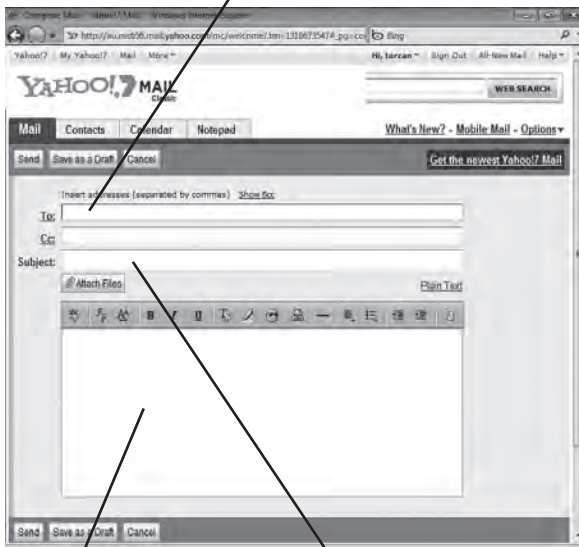 Compose Mail - Yahoo!7 Mail - Windows Internet Explorer
Bing
Yahoo!7 My Yahoo!7 Mail More Hi, tarzan Sign Out All-New Mail Help
YAHOO!7 MAIL
Classic
WEB SEARCH
Mail Contacts Calendar Notepad What's New? - Mobile Mail - Options
Send Save as a Draft Cancel Get the newest Yahoo!7 Mail
Insert addresses (separated by commas) Show Bcc
To:
Cc:
Subject:
Attach Files Plain Text
B I U
Send Save as a Draft Cancel